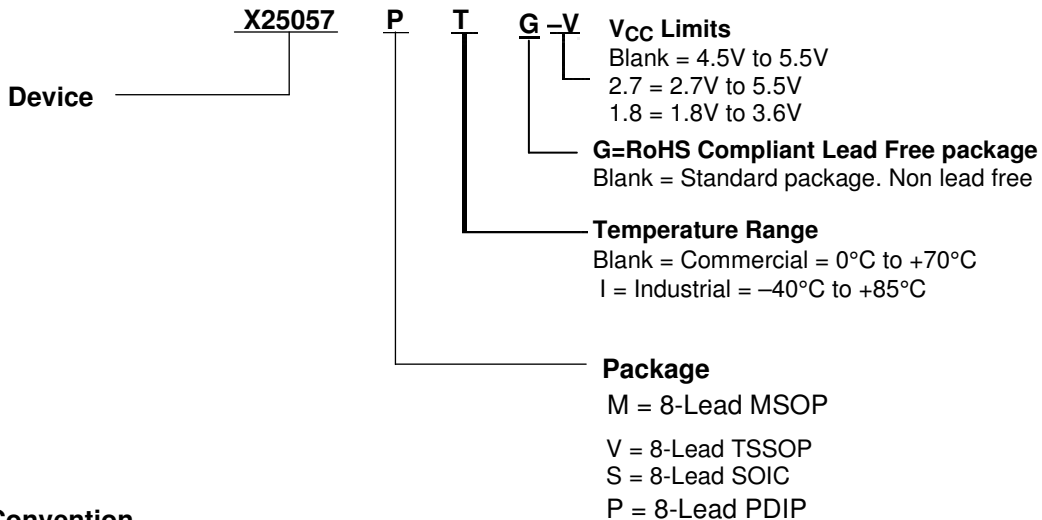 X25057 P T G –V
Device
VCC Limits
Blank = 4.5V to 5.5V
2.7 = 2.7V to 5.5V
1.8 = 1.8V to 3.6V
G=RoHS Compliant Lead Free package
Blank = Standard package. Non lead free
Temperature Range
Blank = Commercial = 0°C to +70°C
I = Industrial = –40°C to +85°C
Package
M = 8-Lead MSOP
V = 8-Lead TSSOP
S = 8-Lead SOIC
P = 8-Lead PDIP